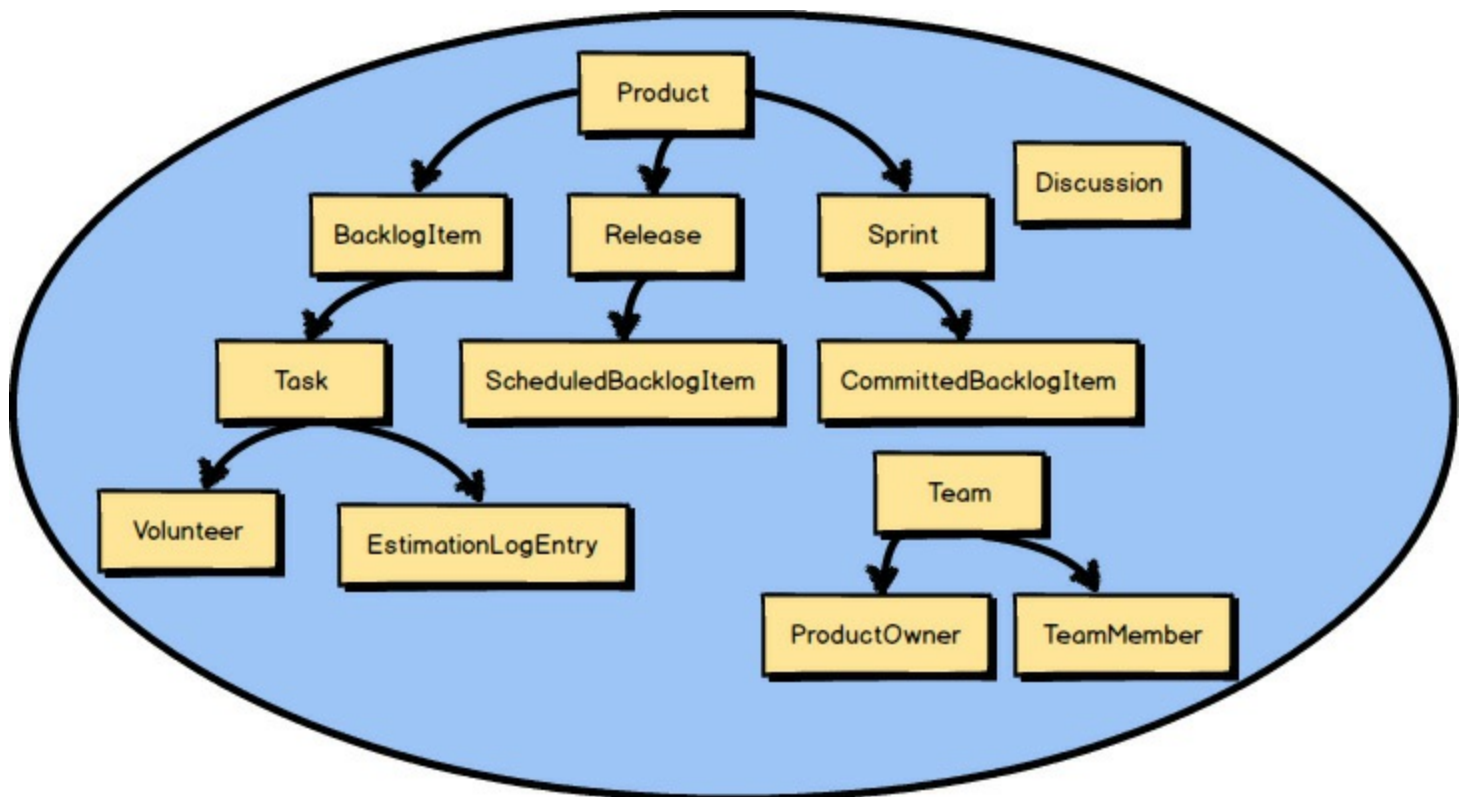 Product
Discussion
BacklogItem
Release
Sprint
Task
ScheduledBacklogItem
CommittedBacklogItem
Team
Volunteer
EstimationLogEntry
ProductOwner
TeamMember